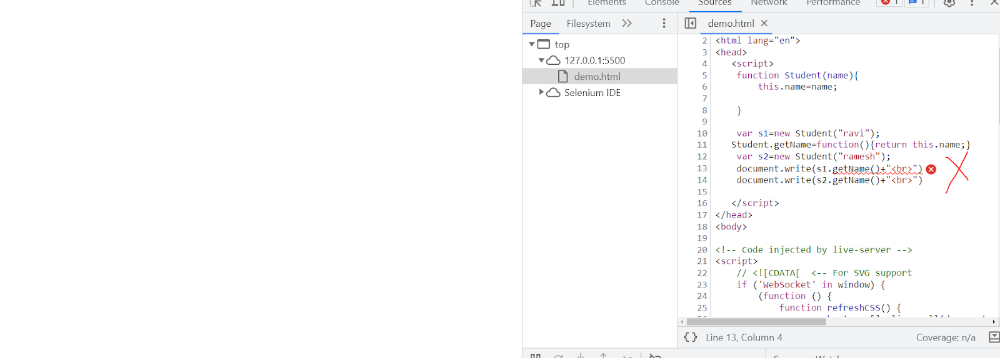 Elements Console Sources Network Performance 1 1
Page Filesystem
demo.html
top
127.0.0.1:5500
demo.html
Selenium IDE
2 <html lang="en">
3 <head>
4 <script>
5 function Student(name){
6 this.name=name;
7
8 }
9
10 var s1=new Student("ravi");
11 Student.getName=function(){return this.name;}
12 var s2=new Student("ramesh");
13 document.write(s1.getName()+"<br>")
14 document.write(s2.getName()+"<br>")
15
16 </script>
17 </head>
18 <body>
19
20 <!-- Code injected by live-server -->
21 <script>
22 // <![CDATA[ <-- For SVG support
23 if ('WebSocket' in window) {
24 (function () {
25 function refreshCSS() {
{} Line 13, Column 4 Coverage: n/a